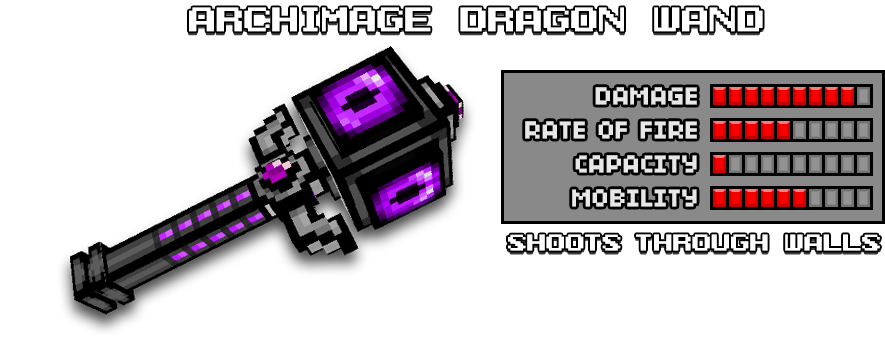 ARCHIMAGE DRAGON WAND
DAMAGE
RATE OF FIRE
CAPACITY
MOBILITY
SHOOTS THROUGH WALLS